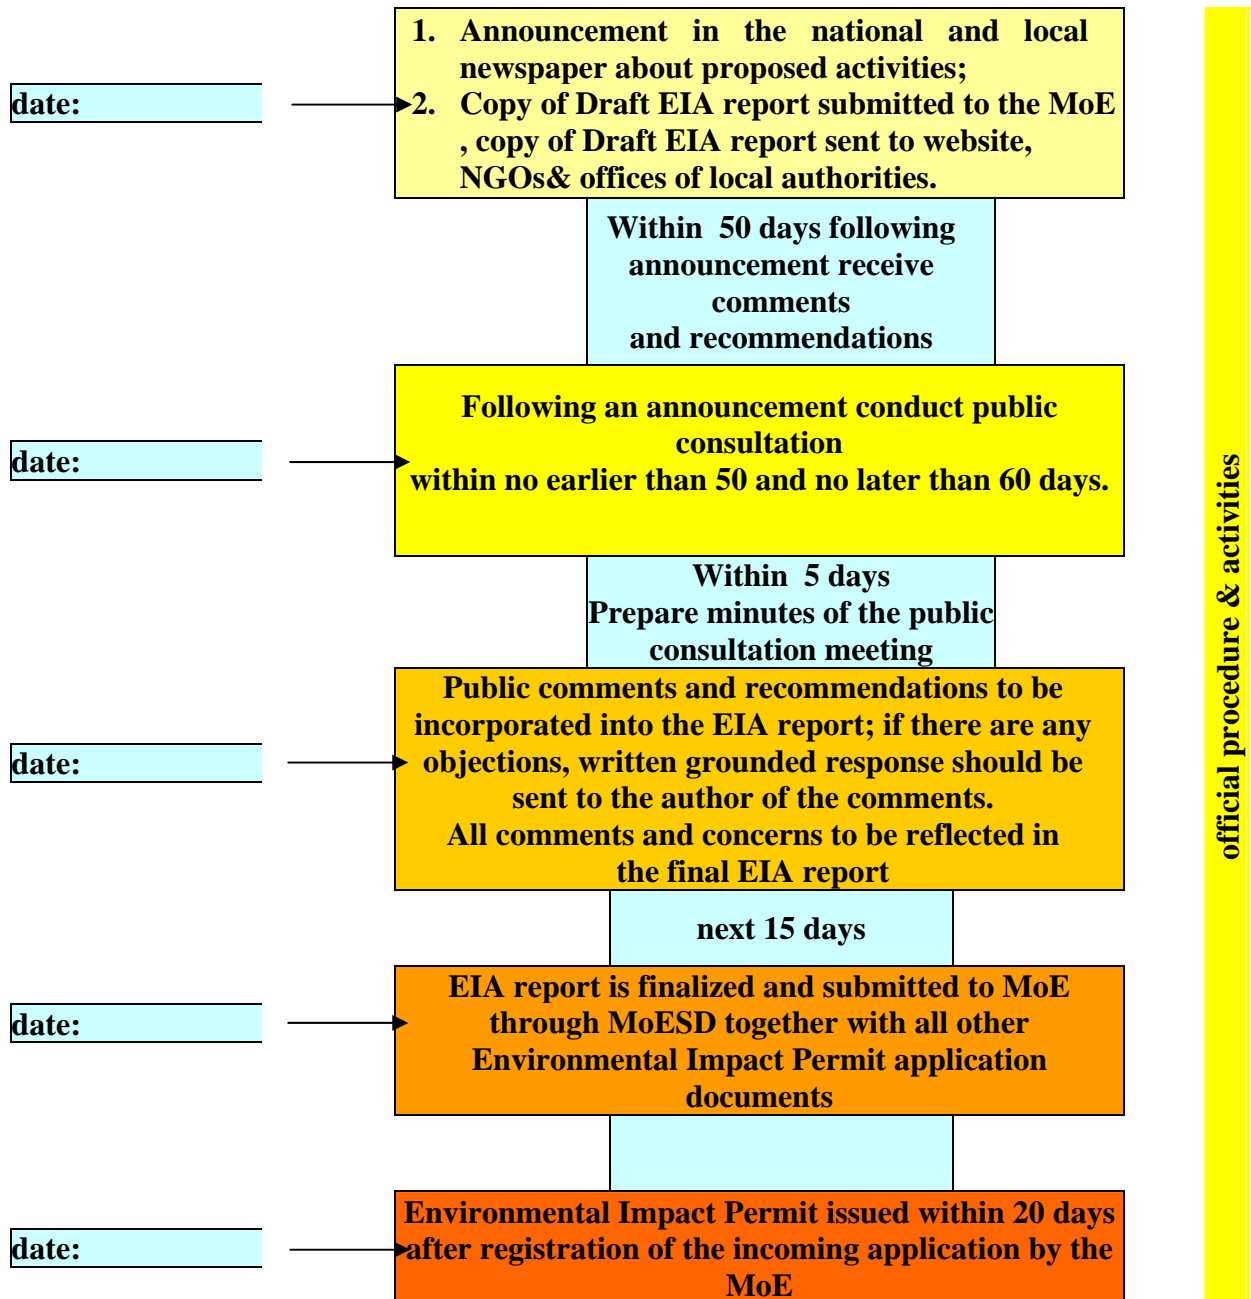 1. Announcement in the national and local
newspaper about proposed activities;
date:
2. Copy of Draft EIA report submitted to the MoE
, copy of Draft EIA report sent to website,
NGOs& offices of local authorities.
Within 50 days following
announcement receive
comments
and recommendations
Following an announcement conduct public
consultation
date:
within no earlier than 50 and no later than 60 days.
Within 5 days
Prepare minutes of the public
consultation meeting
Public comments and recommendations to be
incorporated into the EIA report; if there are any
date:
objections, written grounded response should be
sent to the author of the comments.
All comments and concerns to be reflected in
the final EIA report
next 15 days
EIA report is finalized and submitted to MoE
date:
through MoESD together with all other
Environmental Impact Permit application
documents
Environmental Impact Permit issued within 20 days
date:
after registration of the incoming application by the
MoE
official procedure & activities